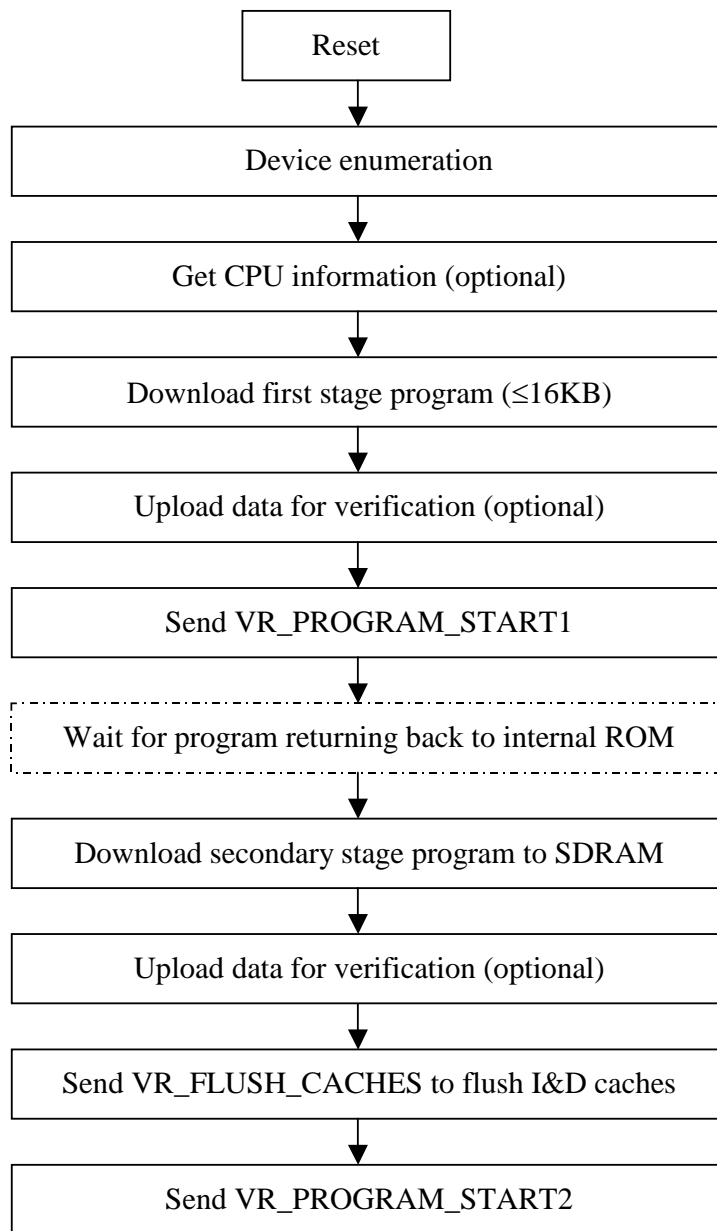 Reset
Device enumeration
Get CPU information (optional)
Download first stage program (≤16KB)
Upload data for verification (optional)
Send VR_PROGRAM_START1
Wait for program returning back to internal ROM
Download secondary stage program to SDRAM
Upload data for verification (optional)
Send VR_FLUSH_CACHES to flush I&D caches
Send VR_PROGRAM_START2